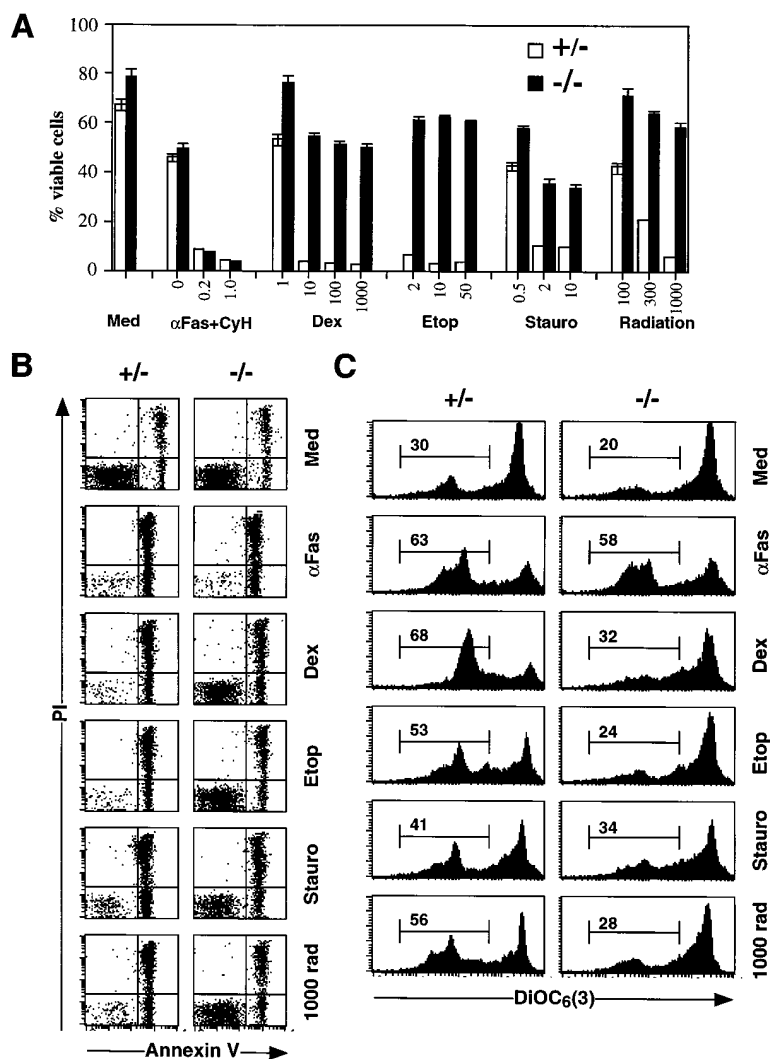 A
100
80
60
40
20
0
% viable cells
+/-
-/-
0
0.2
1.0
1
10
100
1000
2
10
50
0.5
2
10
100
300
1000
Med
αFas+CyH
Dex
Etop
Stauro
Radiation
B
+/-
-/-
Med
αFas
Dex
Etop
Stauro
1000 rad
PI
Annexin V
C
+/-
-/-
30
20
Med
63
58
αFas
68
32
Dex
53
24
Etop
41
34
Stauro
56
28
1000 rad
DiOC₆(3)